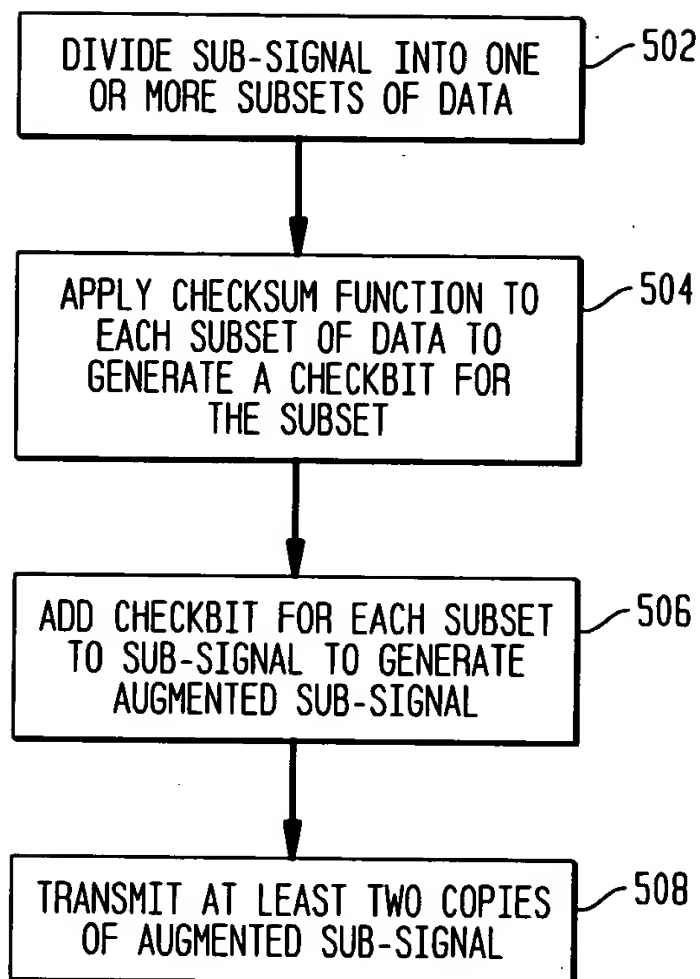 DIVIDE SUB-SIGNAL INTO ONE
OR MORE SUBSETS OF DATA
502
APPLY CHECKSUM FUNCTION TO
EACH SUBSET OF DATA TO
GENERATE A CHECKBIT FOR
THE SUBSET
504
ADD CHECKBIT FOR EACH SUBSET
TO SUB-SIGNAL TO GENERATE
AUGMENTED SUB-SIGNAL
506
TRANSMIT AT LEAST TWO COPIES
OF AUGMENTED SUB-SIGNAL
508